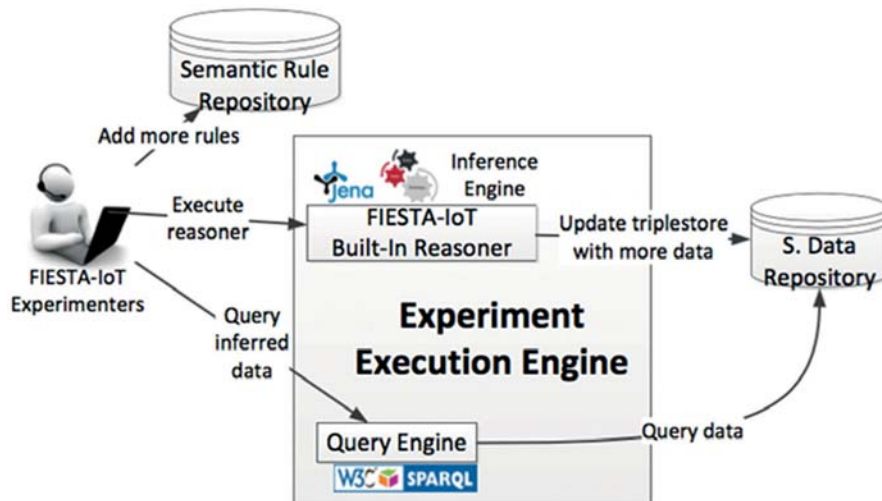 Semantic Rule
Repository
Add more rules
Jena
Inference
Engine
Execute
reasoner
FIESTA-IoT
Built-In Reasoner
Update triplestore
with more data
S. Data
Repository
FIESTA-IoT
Experimenters
Query
inferred
data
Experiment
Execution Engine
Query Engine
Query data
W3C SPARQL